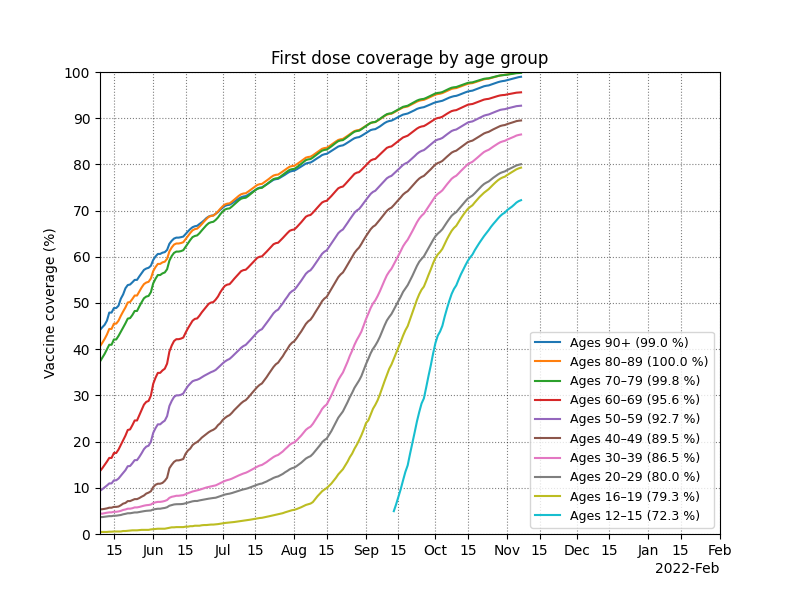 First dose coverage by age group
Vaccine coverage (%)
100
90
80
70
60
50
40
30
20
10
0
Ages 90+ (99.0 %)
Ages 80–89 (100.0 %)
Ages 70–79 (99.8 %)
Ages 60–69 (95.6 %)
Ages 50–59 (92.7 %)
Ages 40–49 (89.5 %)
Ages 30–39 (86.5 %)
Ages 20–29 (80.0 %)
Ages 16–19 (79.3 %)
Ages 12–15 (72.3 %)
15 Jun 15 Jul 15 Aug 15 Sep 15 Oct 15 Nov 15 Dec 15 Jan 15 Feb
2022-Feb